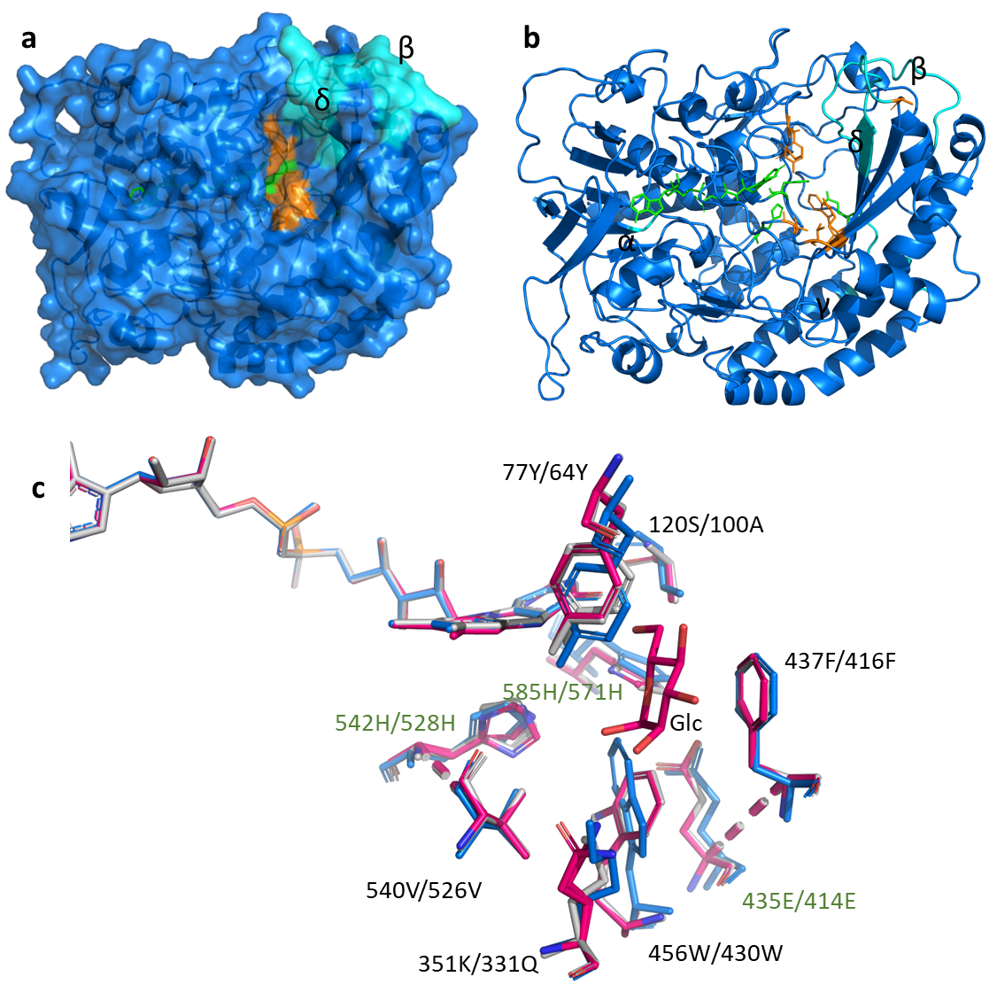 a
β
δ
b
β
δ
α
γ
c
77Y/64Y
120S/100A
437F/416F
585H/571H
542H/528H
Glc
540V/526V
435E/414E
456W/430W
351K/331Q